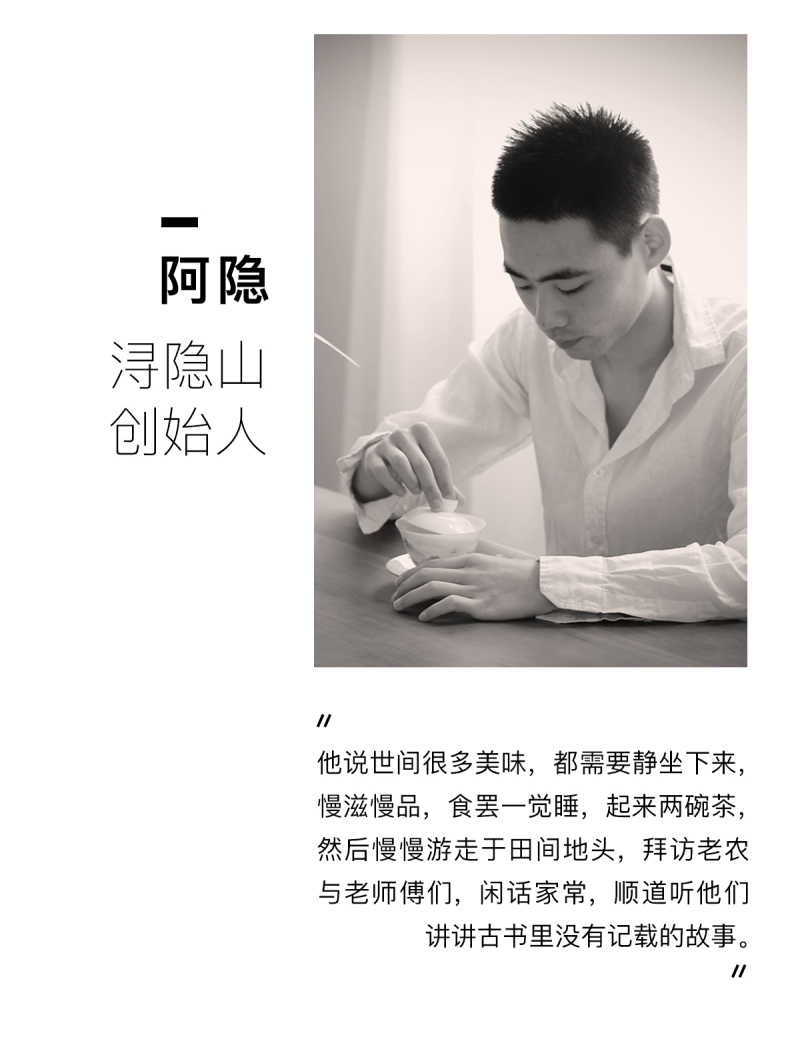 阿隐
浔隐山
创始人
〃
他说世间很多美味，都需要静坐下来，
慢滋慢品，食罢一觉睡，起来两碗茶，
然后慢慢游走于田间地头，拜访老农
与老师傅们，闲话家常，顺道听他们
讲讲古书里没有记载的故事。
〃